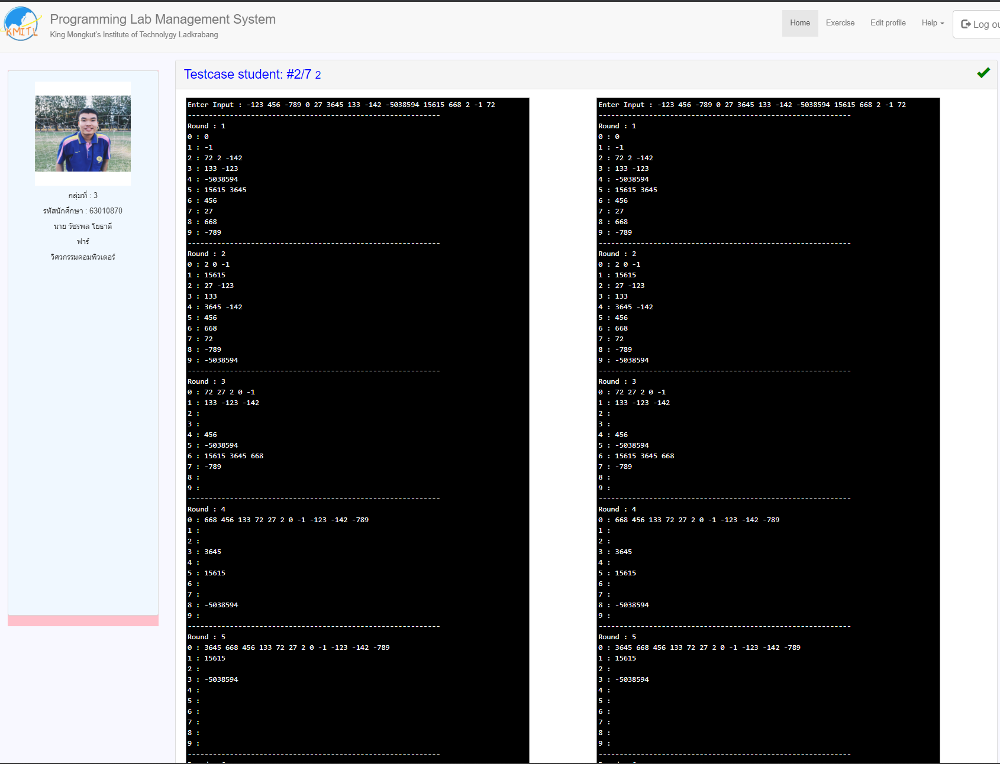 KMITL
Programming Lab Management System
King Mongkut's Institute of Technolygy Ladkrabang
Home Exercise Edit profile Help Log ou
กลุ่มที่ : 3
รหัสนักศึกษา : 63010870
นาย วัชรพล โยธาดี
ฟาร์
วิศวกรรมคอมพิวเตอร์
Testcase student: #2/7 2
Enter Input : -123 456 -789 0 27 3645 133 -142 -5038594 15615 668 2 -1 72
------------------------------------------------------------
Round : 1
0 : 0
1 : -1
2 : 72 2 -142
3 : 133 -123
4 : -5038594
5 : 15615 3645
6 : 456
7 : 27
8 : 668
9 : -789
------------------------------------------------------------
Round : 2
0 : 2 0 -1
1 : 15615
2 : 27 -123
3 : 133
4 : 3645 -142
5 : 456
6 : 668
7 : 72
8 : -789
9 : -5038594
------------------------------------------------------------
Round : 3
0 : 72 27 2 0 -1
1 : 133 -123 -142
2 :
3 :
4 : 456
5 : -5038594
6 : 15615 3645 668
7 : -789
8 :
9 :
------------------------------------------------------------
Round : 4
0 : 668 456 133 72 27 2 0 -1 -123 -142 -789
1 :
2 :
3 : 3645
4 :
5 : 15615
6 :
7 :
8 : -5038594
9 :
------------------------------------------------------------
Round : 5
0 : 3645 668 456 133 72 27 2 0 -1 -123 -142 -789
1 : 15615
2 :
3 : -5038594
4 :
5 :
6 :
7 :
8 :
9 :
------------------------------------------------------------
Enter Input : -123 456 -789 0 27 3645 133 -142 -5038594 15615 668 2 -1 72
------------------------------------------------------------
Round : 1
0 : 0
1 : -1
2 : 72 2 -142
3 : 133 -123
4 : -5038594
5 : 15615 3645
6 : 456
7 : 27
8 : 668
9 : -789
------------------------------------------------------------
Round : 2
0 : 2 0 -1
1 : 15615
2 : 27 -123
3 : 133
4 : 3645 -142
5 : 456
6 : 668
7 : 72
8 : -789
9 : -5038594
------------------------------------------------------------
Round : 3
0 : 72 27 2 0 -1
1 : 133 -123 -142
2 :
3 :
4 : 456
5 : -5038594
6 : 15615 3645 668
7 : -789
8 :
9 :
------------------------------------------------------------
Round : 4
0 : 668 456 133 72 27 2 0 -1 -123 -142 -789
1 :
2 :
3 : 3645
4 :
5 : 15615
6 :
7 :
8 : -5038594
9 :
------------------------------------------------------------
Round : 5
0 : 3645 668 456 133 72 27 2 0 -1 -123 -142 -789
1 : 15615
2 :
3 : -5038594
4 :
5 :
6 :
7 :
8 :
9 :
------------------------------------------------------------